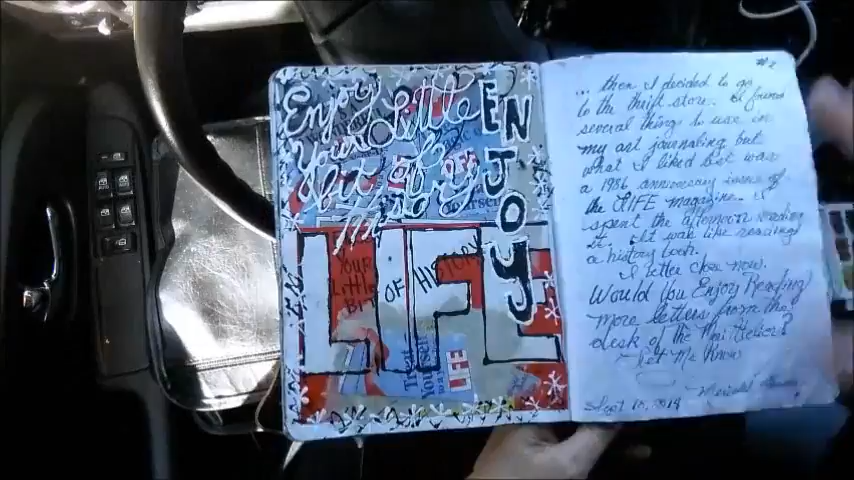 Enjoy Little
Your
bit of
ENJOY
YOUR
LITTLE
BIT
OF HISTORY
LIFE
Treat
Yourself
to
LIFE
#2
... then I decided to go
to the thrift store. I found
several things to use in
my art journaling but
what I liked best was
a 1986 anniversary issue of
the LIFE magazine. I
spent the afternoon reading
it. It was like reading
a history book.
I better close now.
Would You Enjoy Reading
more letters from the
desk of the
Let Me Know
Sept 10, 2014